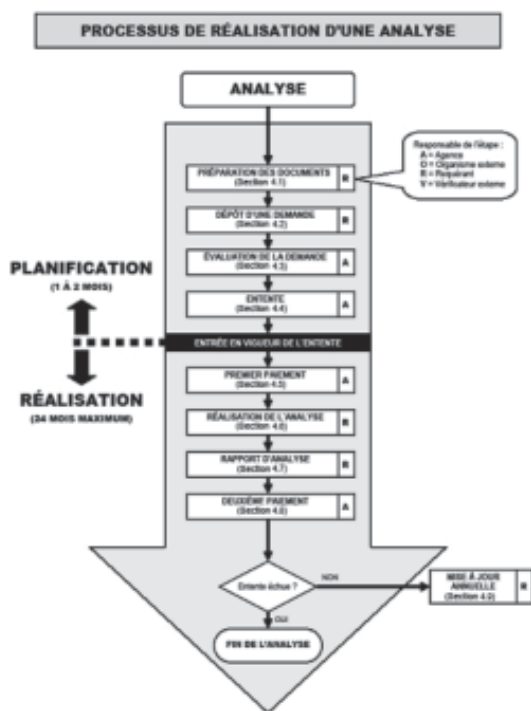 PROCESSUS DE RÉALISATION D'UNE ANALYSE
ANALYSE
Responsable de l'étape :
A = Agence
O = Organisme externe
R = Requérant
V = Vérificateur externe
PRÉPARATION DES DOCUMENTS
(Section 4.1)
R
DÉPÔT D'UNE DEMANDE
(Section 4.2)
R
ÉVALUATION DE LA DEMANDE
(Section 4.3)
A
PLANIFICATION
(1 À 2 MOIS)
ENTENTE
(Section 4.4)
A
ENTRÉE EN VIGUEUR DE L'ENTENTE
RÉALISATION
(24 MOIS MAXIMUM)
PREMIER PAIEMENT
(Section 4.5)
A
RÉALISATION DE L'ANALYSE
(Section 4.6)
R
RAPPORT D'ANALYSE
(Section 4.7)
R
DEUXIÈME PAIEMENT
(Section 4.8)
A
Entente échue ?
NON
MISE À JOUR
ANNUELLE
(Section 4.9)
R
OUI
FIN DE L'ANALYSE